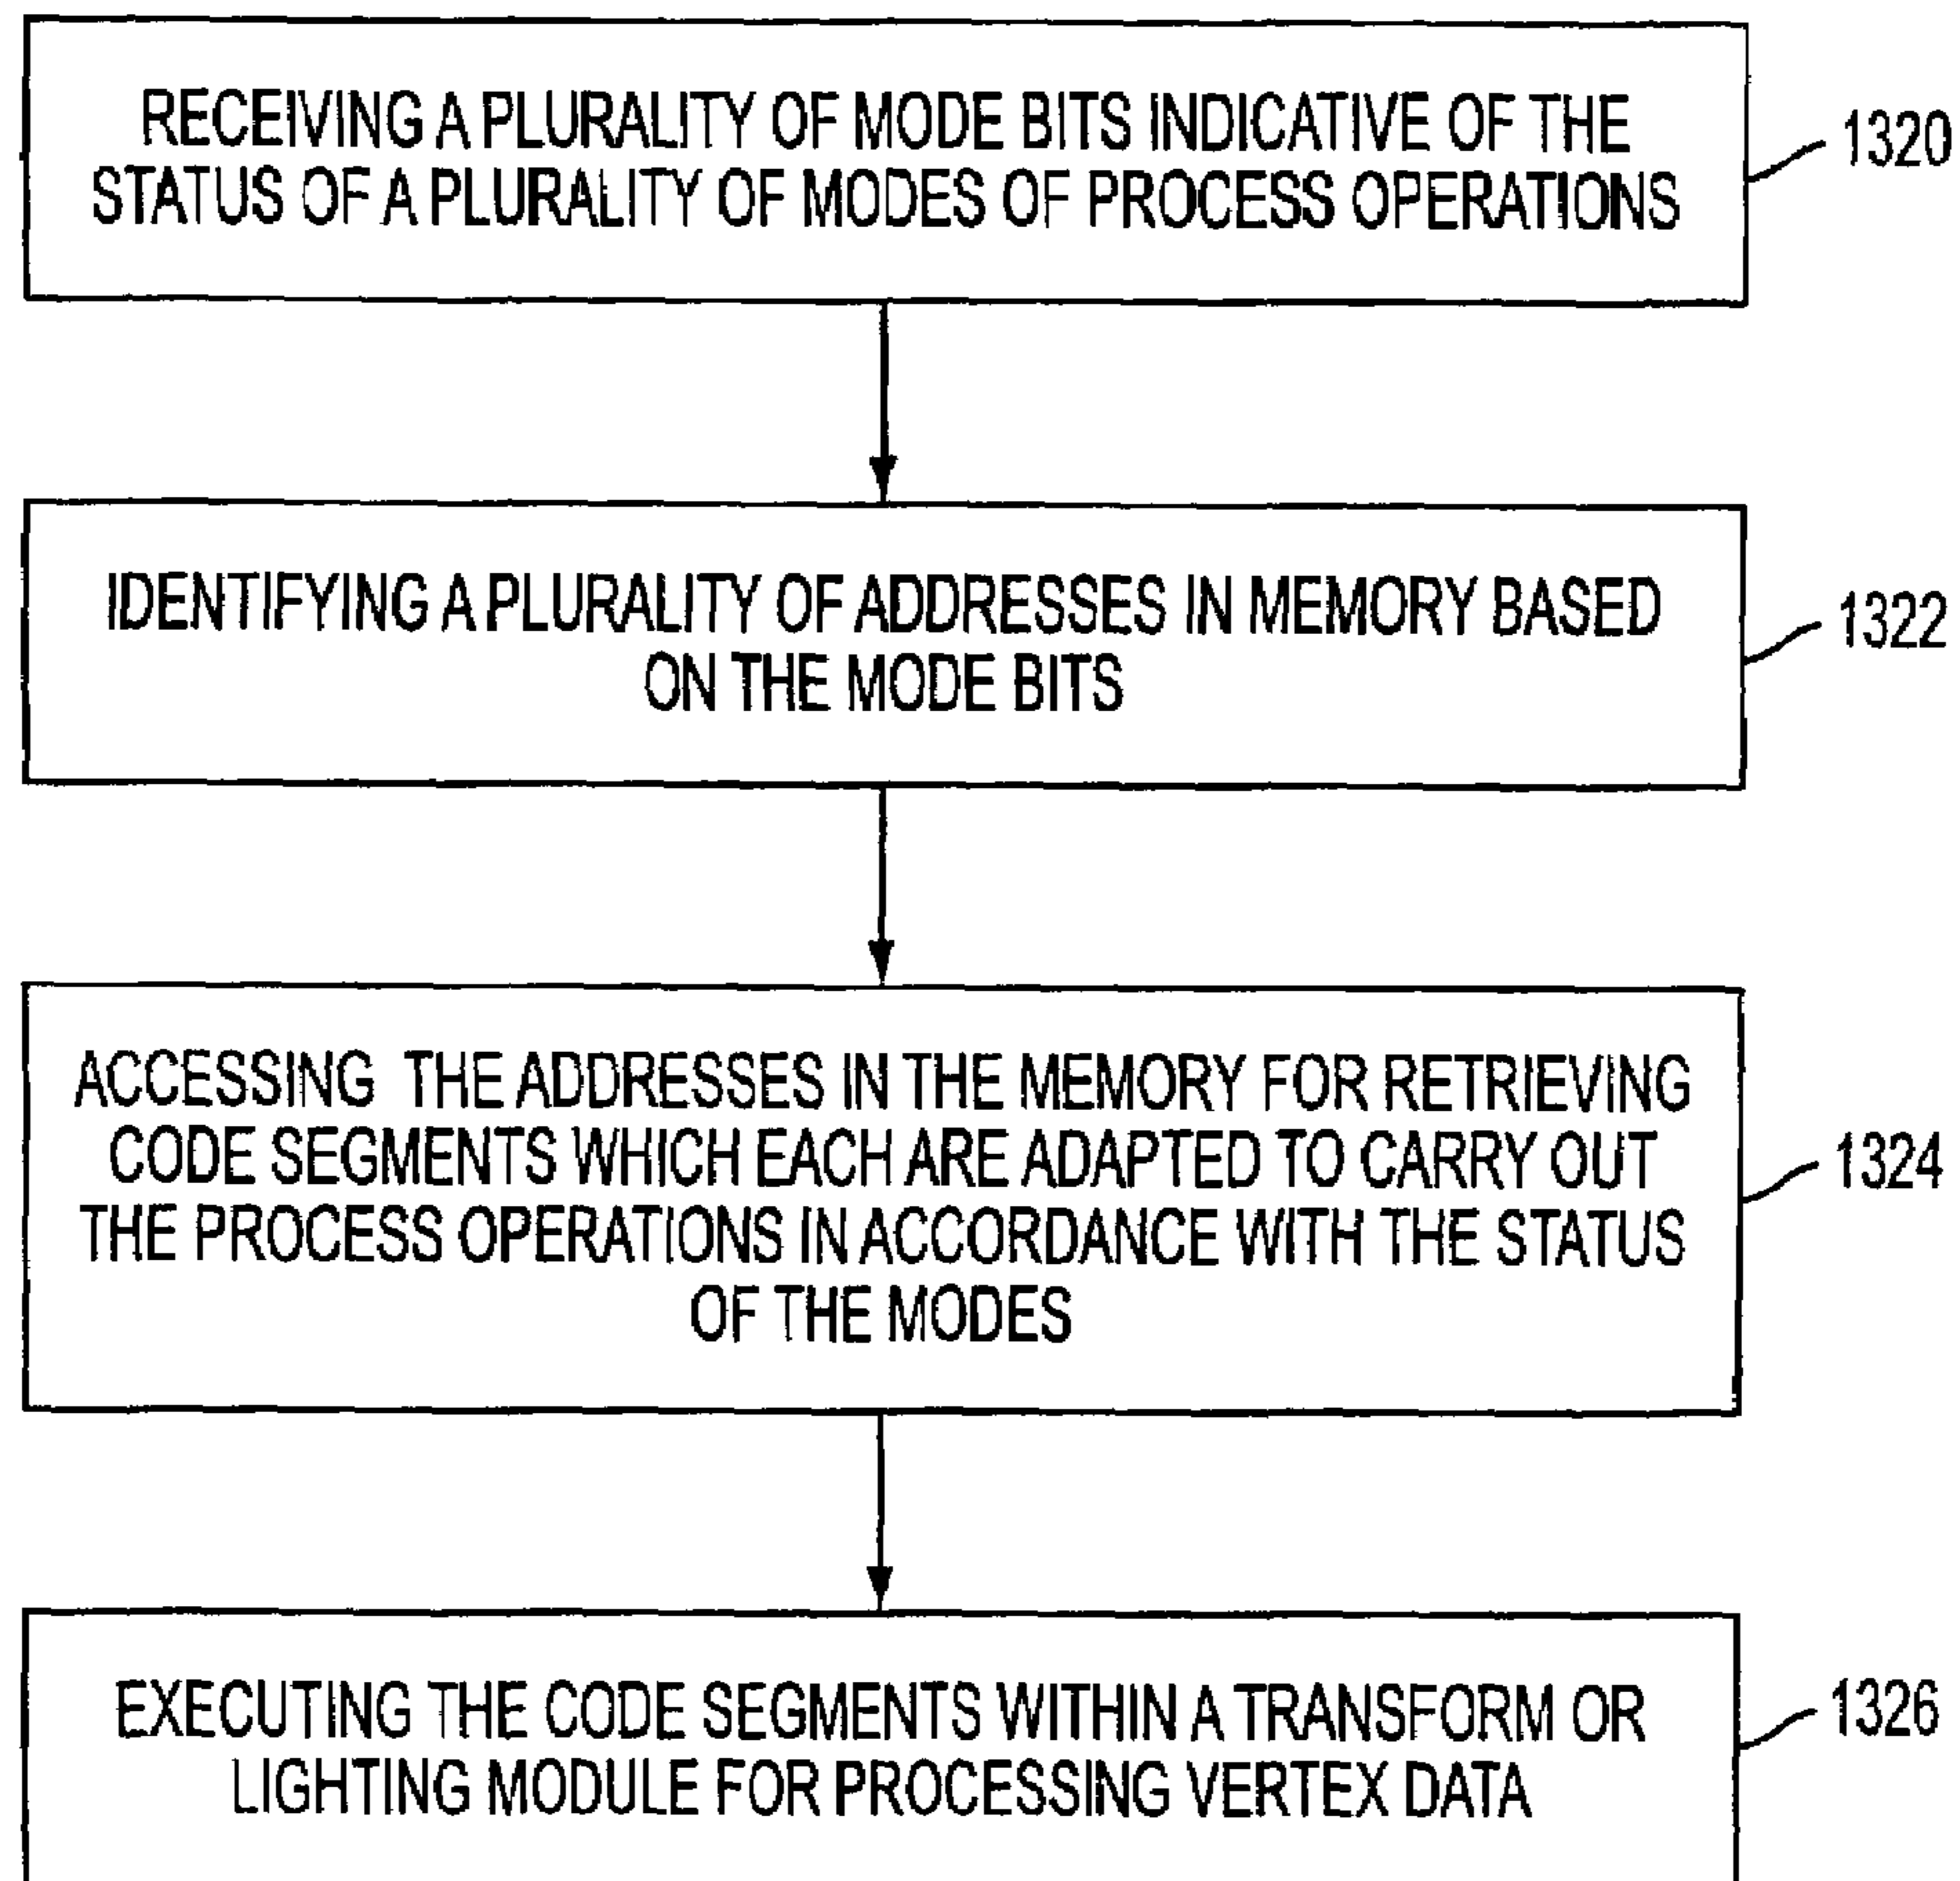 RECEIVING A PLURALITY OF MODE BITS INDICATIVE OF THE
STATUS OF A PLURALITY OF MODES OF PROCESS OPERATIONS
1320
IDENTIFYING A PLURALITY OF ADDRESSES IN MEMORY BASED
ON THE MODE BITS
1322
ACCESSING THE ADDRESSES IN THE MEMORY FOR RETRIEVING
CODE SEGMENTS WHICH EACH ARE ADAPTED TO CARRY OUT
THE PROCESS OPERATIONS IN ACCORDANCE WITH THE STATUS
OF THE MODES
1324
EXECUTING THE CODE SEGMENTS WITHIN A TRANSFORM OR
LIGHTING MODULE FOR PROCESSING VERTEX DATA
1326